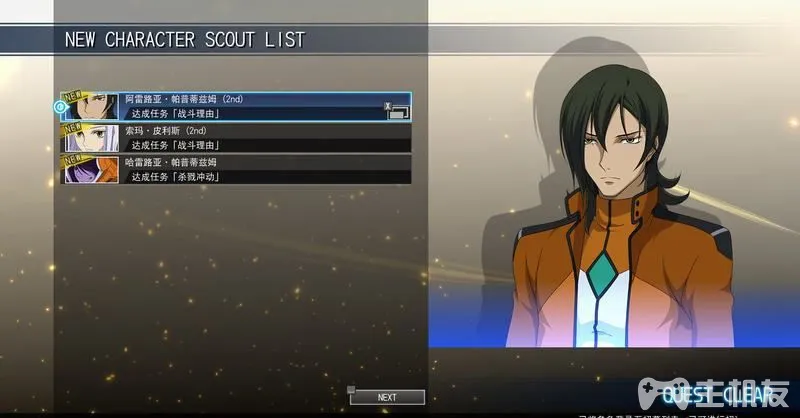 NEW CHARACTER SCOUT LIST
NEW
阿雷路亚·帕普蒂兹姆 (2nd)
达成任务「战斗理由」
X
NEW
索玛·皮利斯 (2nd)
达成任务「战斗理由」
NEW
哈雷路亚·帕普蒂兹姆
达成任务「杀戮冲动」
NEXT
QUEST CLEAR
主机友